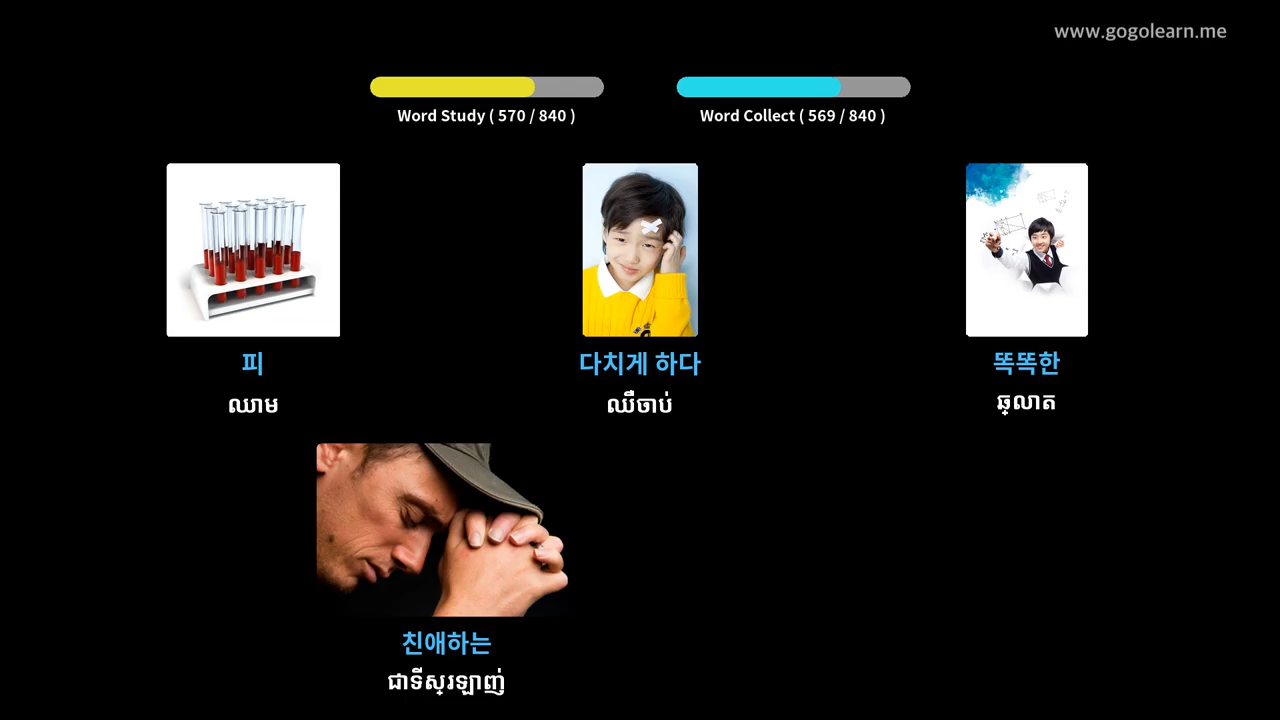 www.gogolearn.me
Word Study ( 570 / 840 )
Word Collect ( 569 / 840 )
피
다치게 하다
똑똑한
ឈាម
ឈឺចាប់
ឆ្លាត
친애하는
ជាទីស្រឡាញ់